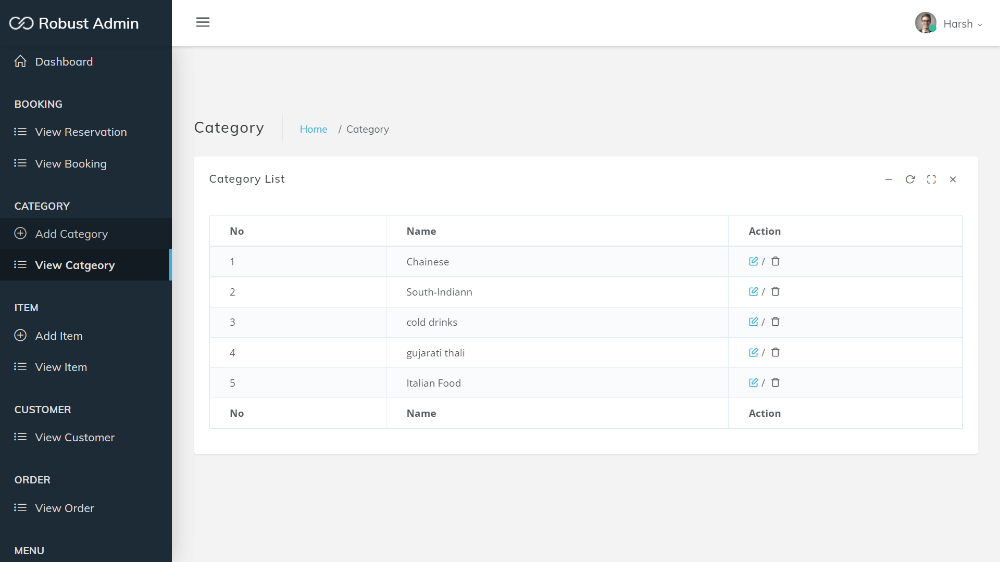 Robust Admin
Harsh
Dashboard
BOOKING
View Reservation
View Booking
CATEGORY
Add Category
View Catgeory
ITEM
Add Item
View Item
CUSTOMER
View Customer
ORDER
View Order
MENU
Category
Home / Category
Category List
No Name Action
1 Chainese /
2 South-Indiann /
3 cold drinks /
4 gujarati thali /
5 Italian Food /
No Name Action